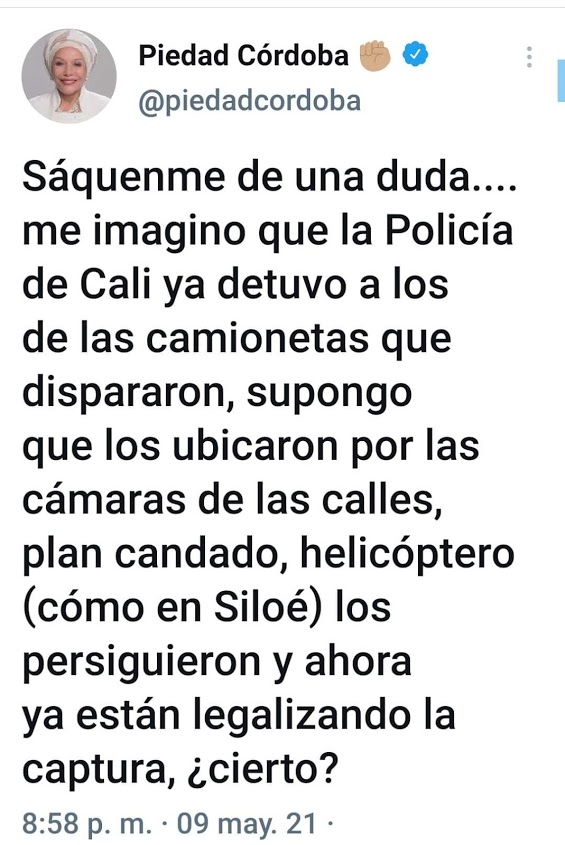 Piedad Córdoba ✊🏽
@piedadcordoba
Sáquenme de una duda....
me imagino que la Policía
de Cali ya detuvo a los
de las camionetas que
dispararon, supongo
que los ubicaron por las
cámaras de las calles,
plan candado, helicóptero
(cómo en Siloé) los
persiguieron y ahora
ya están legalizando la
captura, ¿cierto?
8:58 p. m. · 09 may. 21 ·